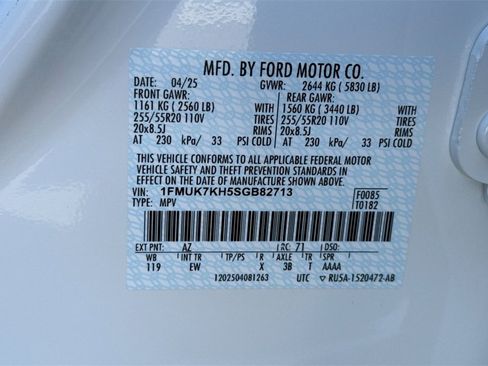 MFD. BY FORD MOTOR CO.
DATE: 04/25 GVWR: 2644 KG ( 5830 LB)
FRONT GAWR: REAR GAWR:
1161 KG ( 2560 LB) WITH 1560 KG ( 3440 LB) WITH
255/55R20 110V TIRES 255/55R20 110V TIRES
20x8.5J RIMS 20x8.5J RIMS
AT 230 kPa/ 33 PSI COLD AT 230 kPa/ 33 PSI COLD
THIS VEHICLE CONFORMS TO ALL APPLICABLE FEDERAL MOTOR
VEHICLE SAFETY AND THEFT PREVENTION STANDARDS IN
EFFECT ON THE DATE OF MANUFACTURE SHOWN ABOVE.
VIN: 1FMUK7KH5SGB82713 F0085
TYPE: MPV T0182
EXT PNT: AZ RC: 71 DSO:
WB INT TR TP/PS R AXLE TR SPR
119 EW X 3B T AAAA
1202504081263 UTC ▽ RU5A-1520472-AB